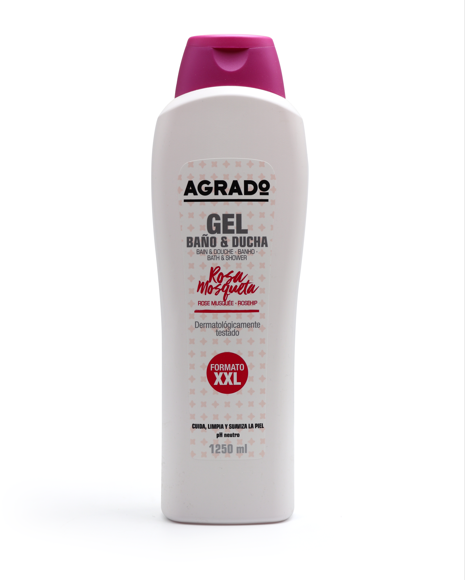 AGRADO
GEL
BAÑO & DUCHA
BAIN & DOUCHE - BANHO
BATH & SHOWER
Rosa
Mosqueta
ROSE MUSQUÉE - ROSEHIP
Dermatológicamente
testado
FORMATO
XXL
CUIDA, LIMPIA Y SUAVIZA LA PIEL
pH neutro
1250 ml